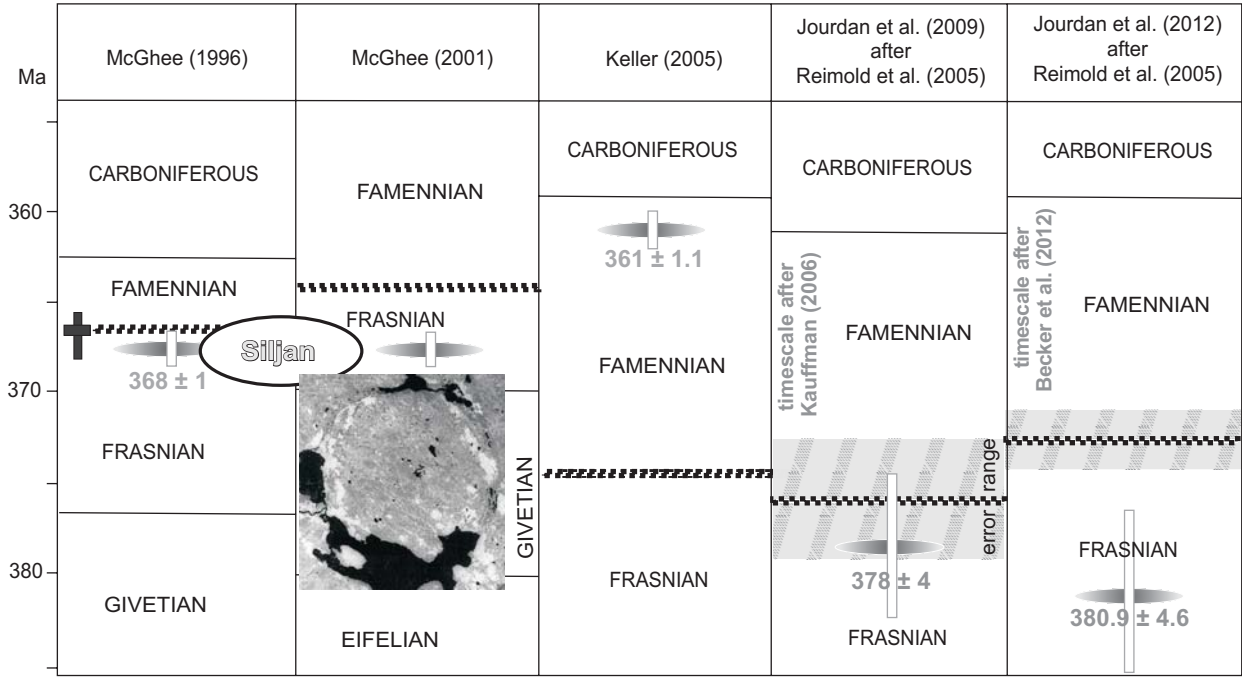 Ma
McGhee (1996)
McGhee (2001)
Keller (2005)
Jourdan et al. (2009)
after
Reimold et al. (2005)
Jourdan et al. (2012)
after
Reimold et al. (2005)
360
370
380
CARBONIFEROUS
FAMENNIAN
368 ± 1
FRASNIAN
GIVETIAN
Siljan
FAMENNIAN
FRASNIAN
GIVETIAN
EIFELIAN
CARBONIFEROUS
361 ± 1.1
FAMENNIAN
FRASNIAN
CARBONIFEROUS
timescale after
Kauffman (2006)
FAMENNIAN
error range
378 ± 4
FRASNIAN
CARBONIFEROUS
timescale after
Becker et al. (2012)
FAMENNIAN
FRASNIAN
380.9 ± 4.6